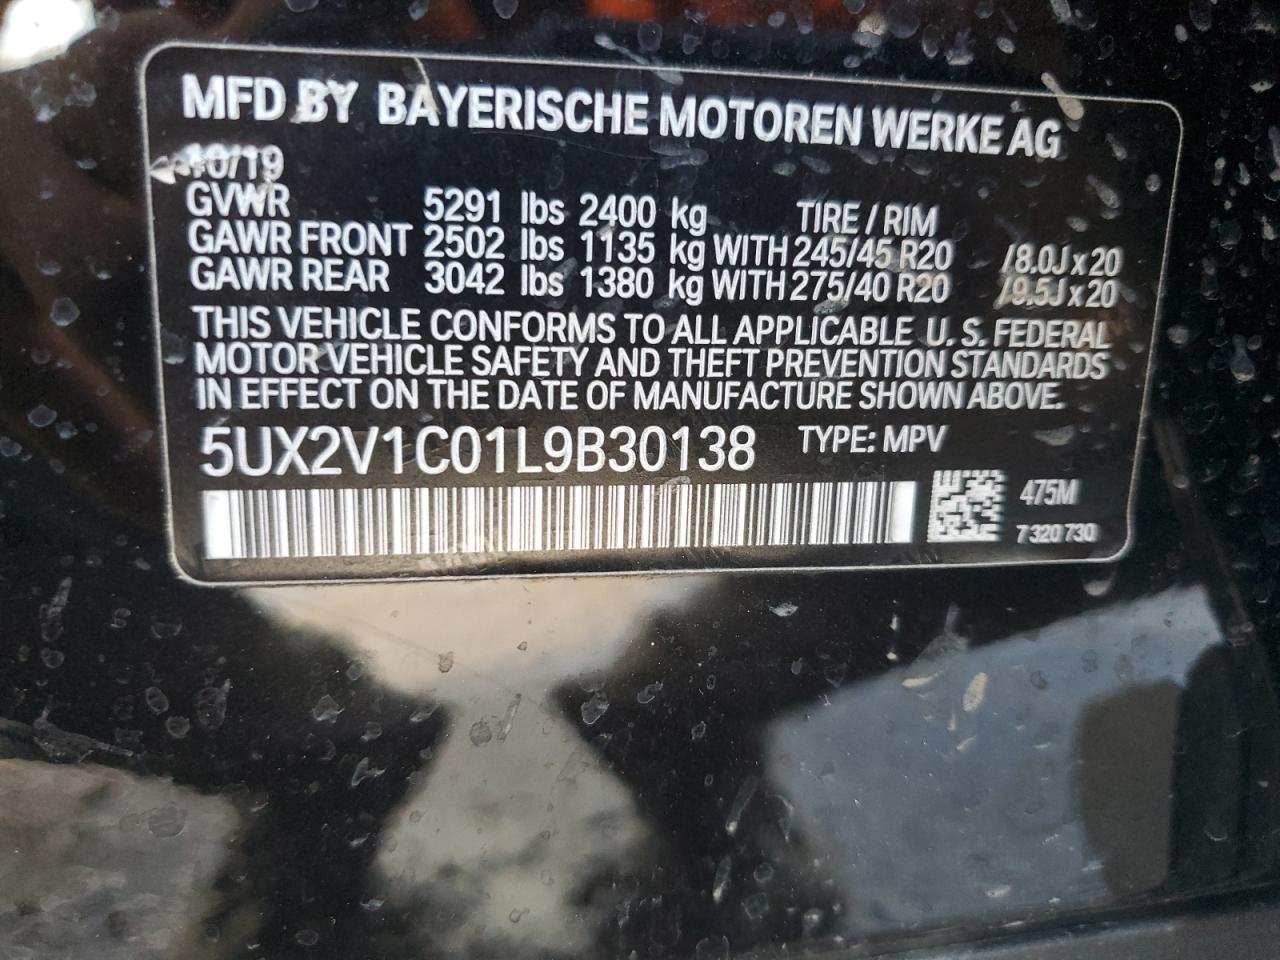 MFD BY BAYERISCHE MOTOREN WERKE AG
10/19
GVWR 5291 lbs 2400 kg TIRE / RIM
GAWR FRONT 2502 lbs 1135 kg WITH 245/45 R20 /8.0J x 20
GAWR REAR 3042 lbs 1380 kg WITH 275/40 R20 /9.5J x 20
THIS VEHICLE CONFORMS TO ALL APPLICABLE U. S. FEDERAL
MOTOR VEHICLE SAFETY AND THEFT PREVENTION STANDARDS
IN EFFECT ON THE DATE OF MANUFACTURE SHOWN ABOVE.
5UX2V1C01L9B30138 TYPE: MPV
475M
7 320 730